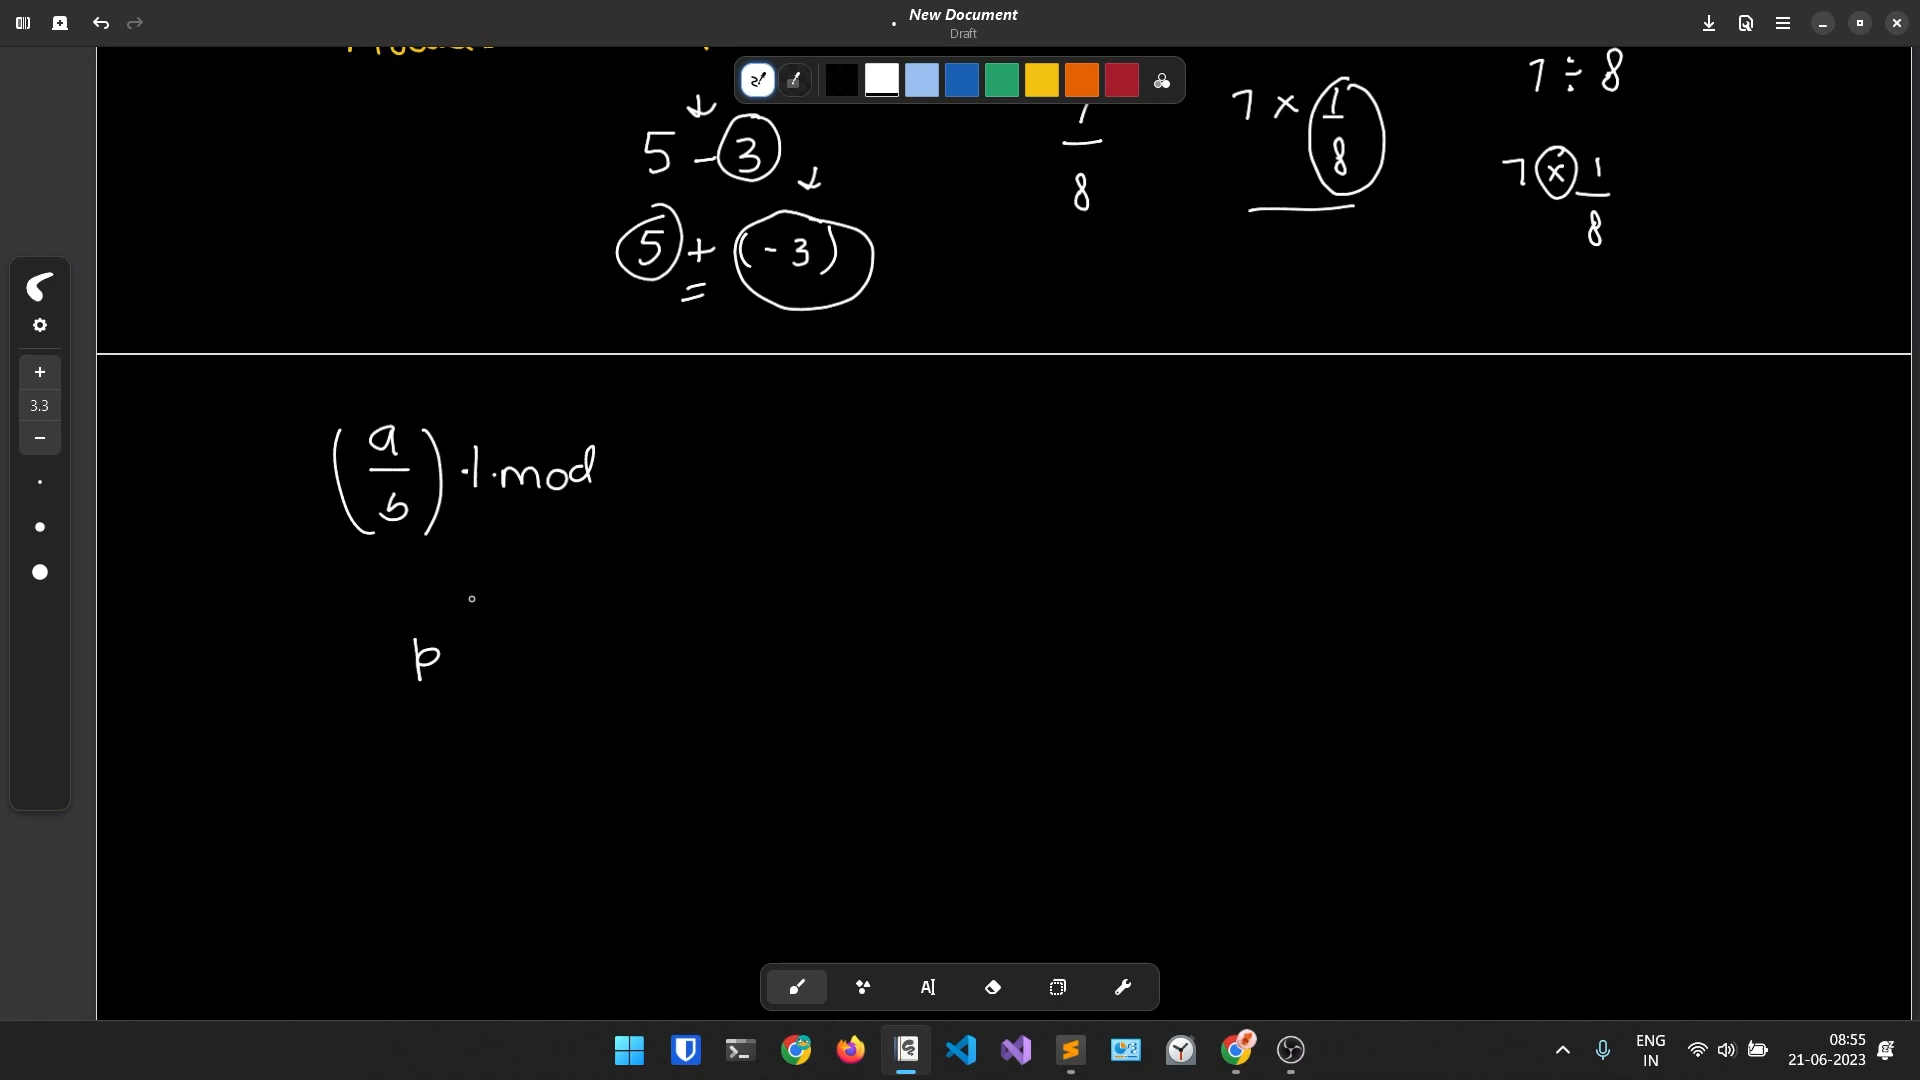 New Document
Draft
7 ÷ 8
5 - 3
8
7 × 1/8
7 × 1/8
5 + (-3)
=
+
3.3
-
(a/b) % mod
p
AI
ENG
IN
08:55
21-06-2023